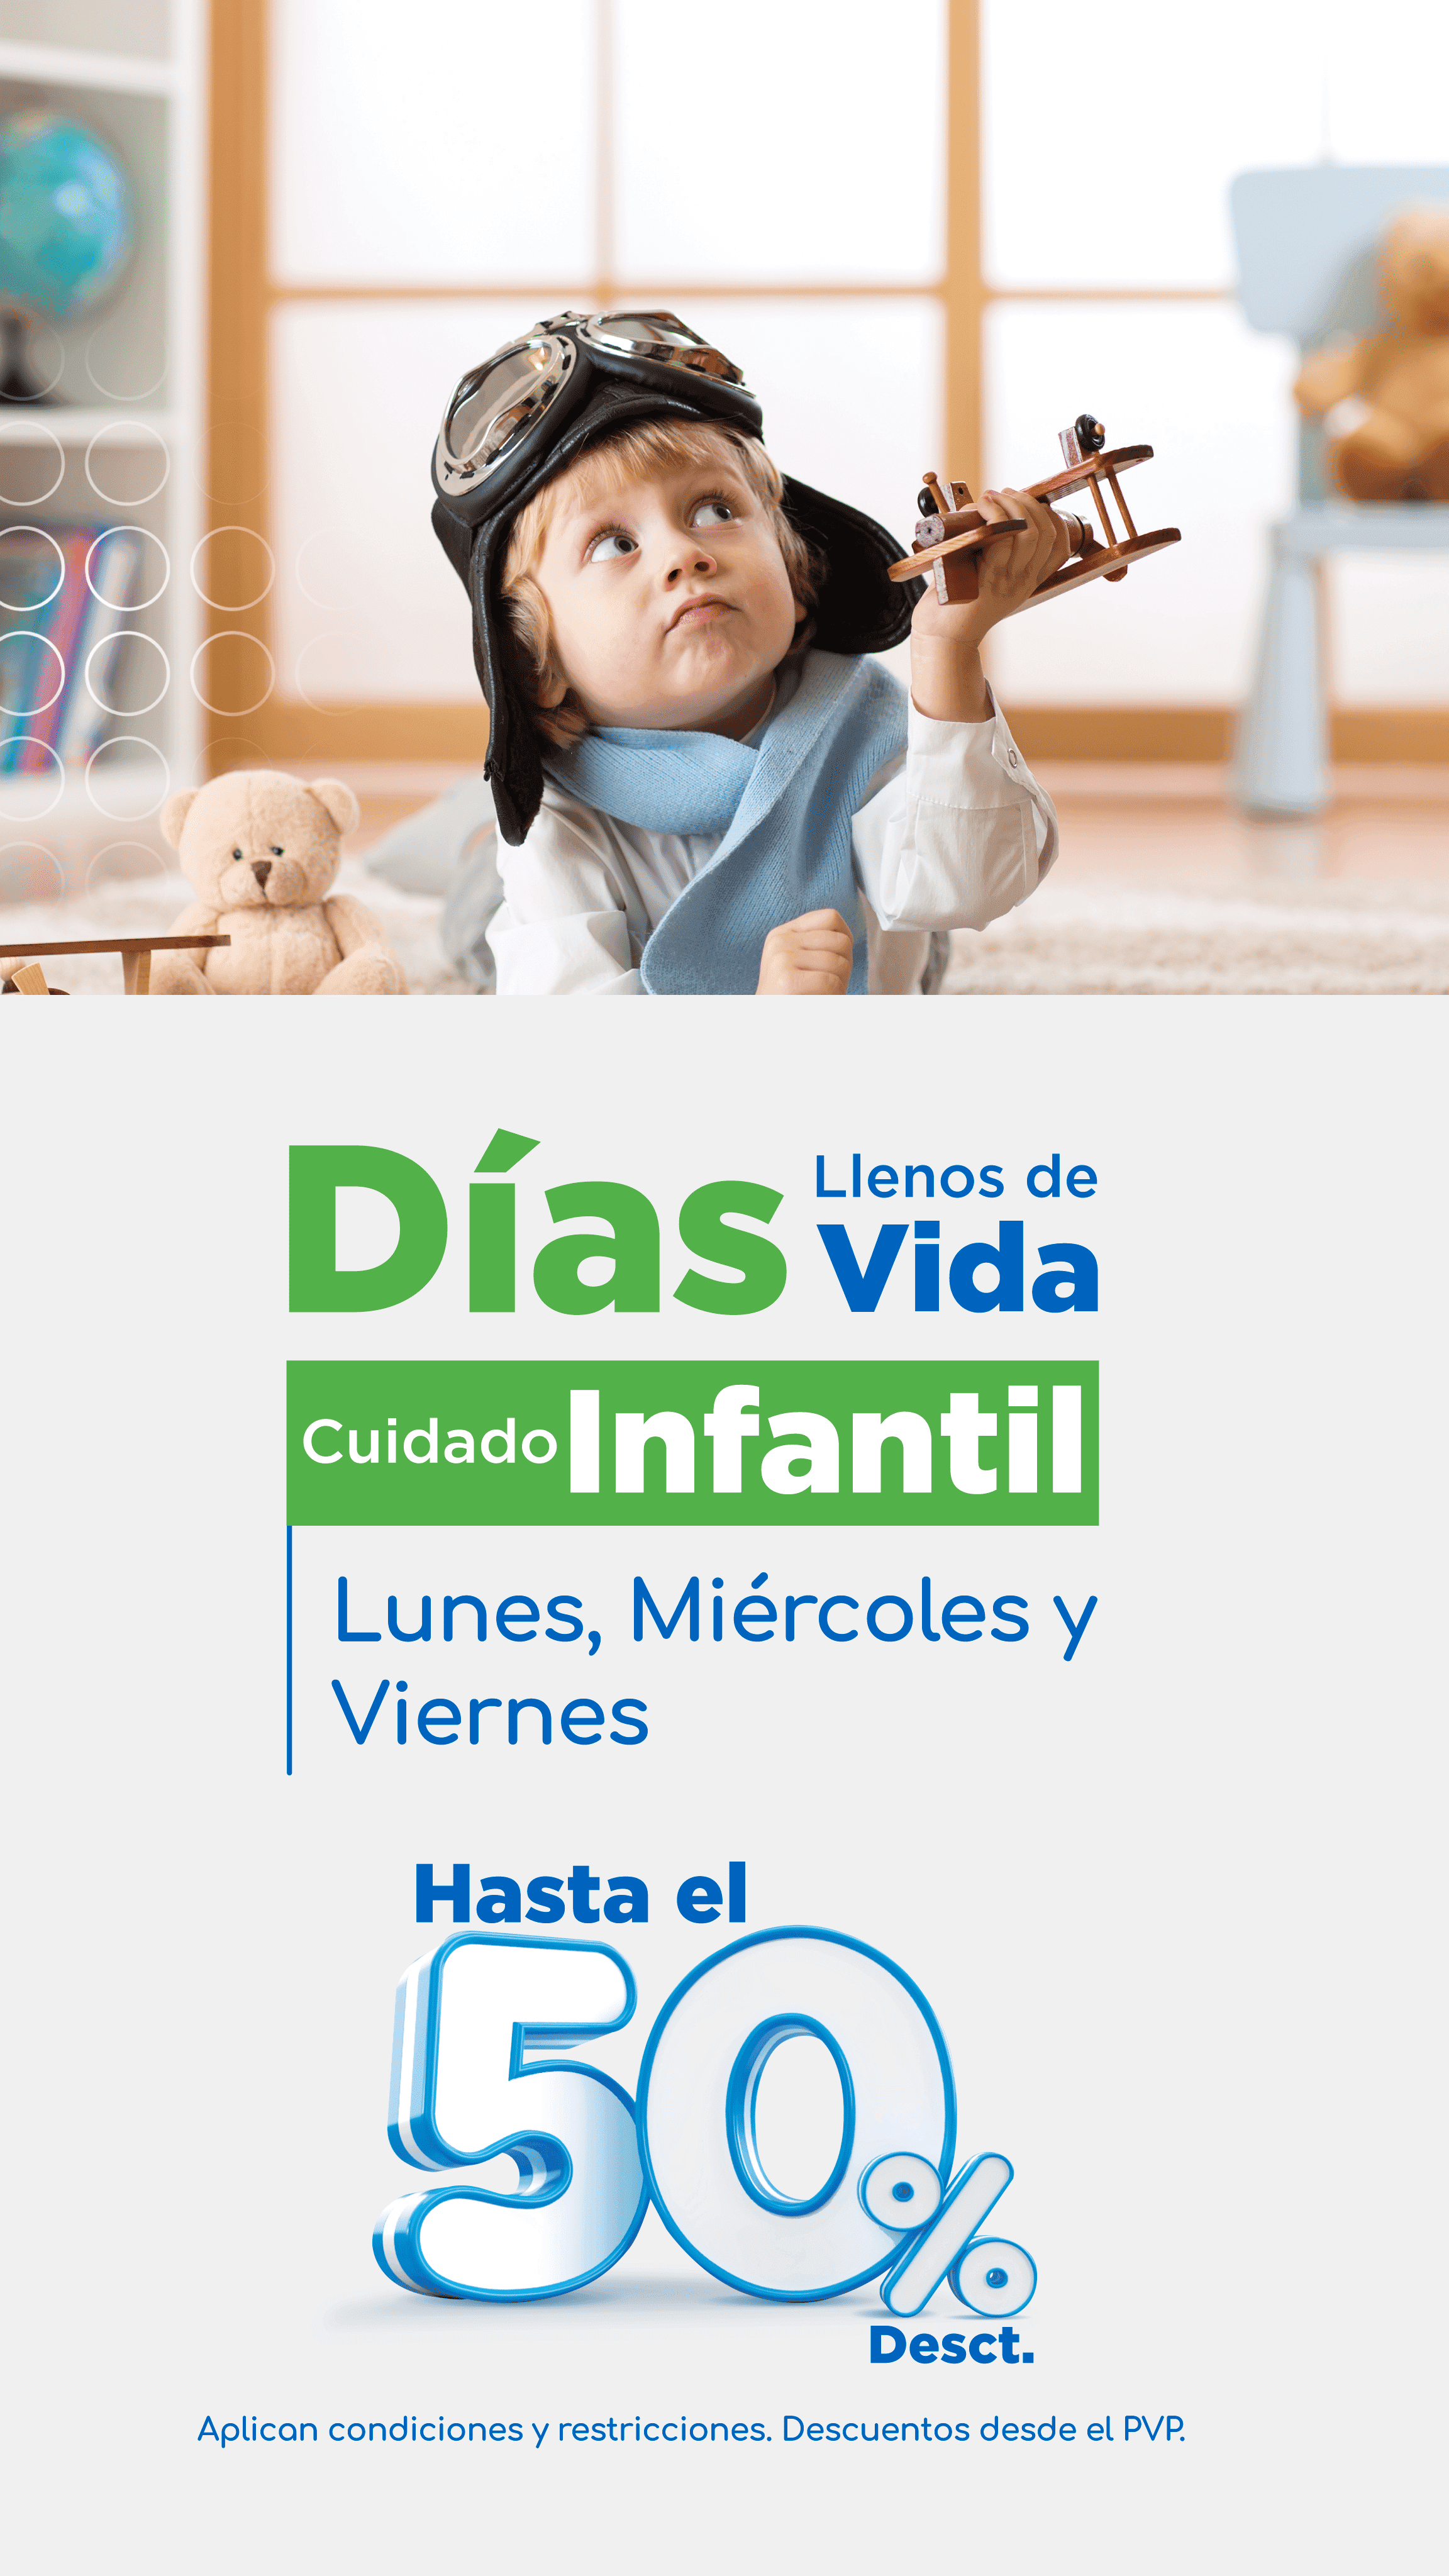 Días Llenos de
Vida
Cuidado Infantil
Lunes, Miércoles y
Viernes
Hasta el
50%
Desct.
Aplican condiciones y restricciones. Descuentos desde el PVP.